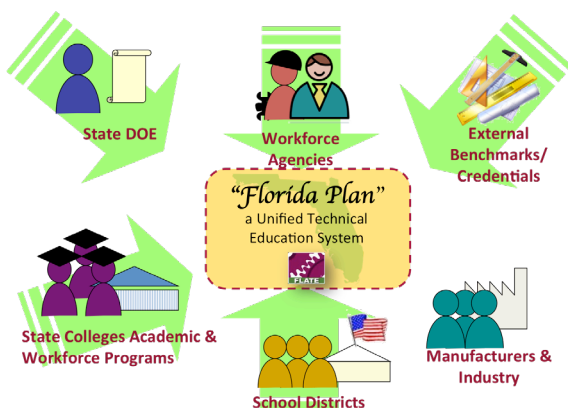 State DOE
Workforce
Agencies
External
Benchmarks/
Credentials
“Florida Plan”
a Unified Technical
Education System
FLATE
State Colleges Academic &
Workforce Programs
School Districts
Manufacturers &
Industry